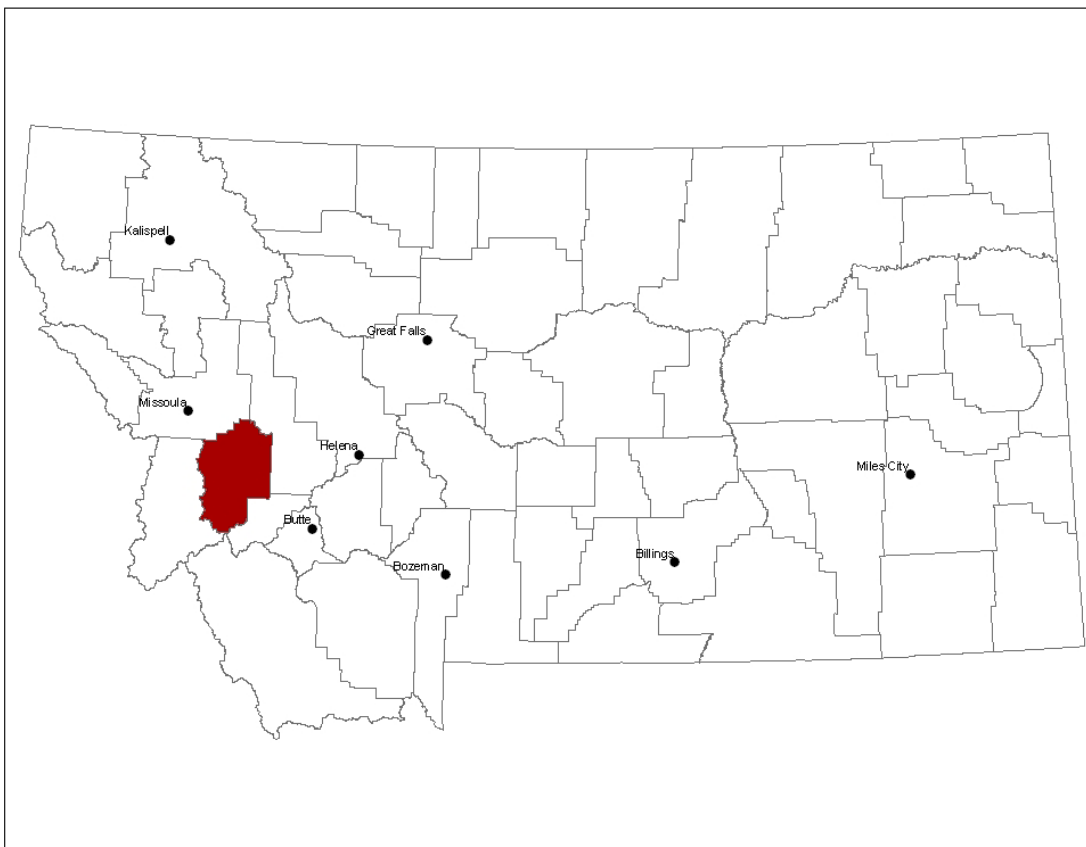 Kalispell
Great Falls
Missoula
Helena
Miles City
Butte
Billings
Bozeman